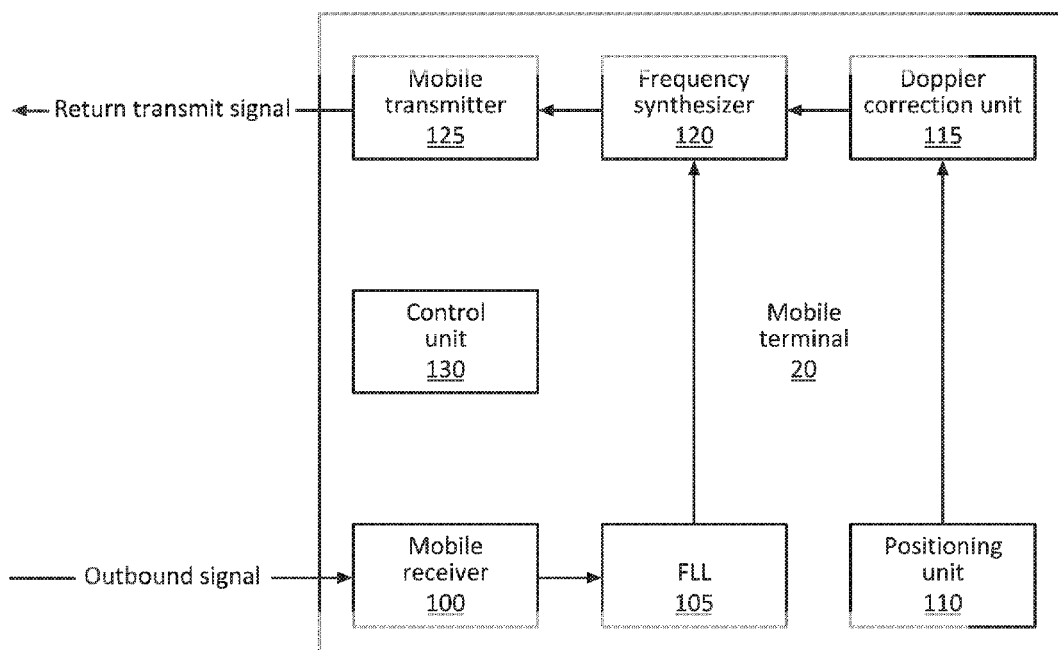 Return transmit signal
Mobile
transmitter
125
Frequency
synthesizer
120
Doppler
correction unit
115
Control
unit
130
Mobile
terminal
20
Outbound signal
Mobile
receiver
100
FLL
105
Positioning
unit
110